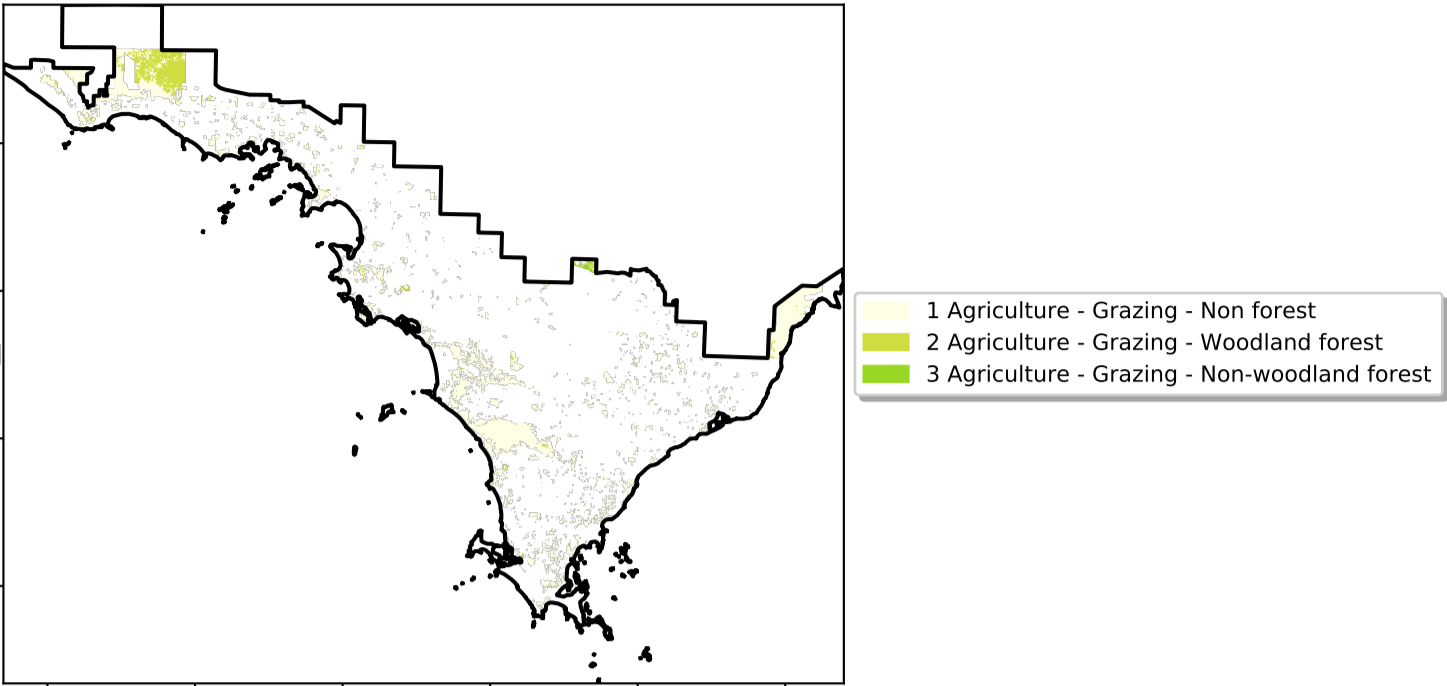 1 Agriculture - Grazing - Non forest
2 Agriculture - Grazing - Woodland forest
3 Agriculture - Grazing - Non-woodland forest